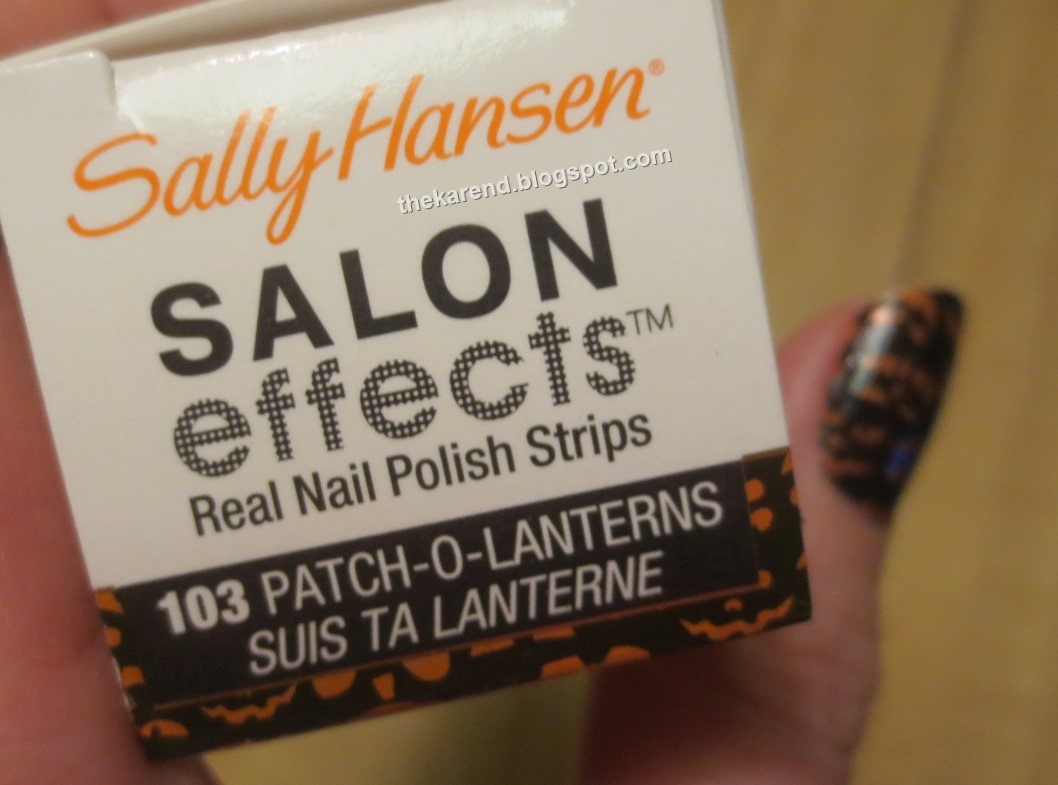 Sally Hansen®
thekarend.blogspot.com
SALON
effects™
Real Nail Polish Strips
103 PATCH-O-LANTERNS
SUIS TA LANTERNE